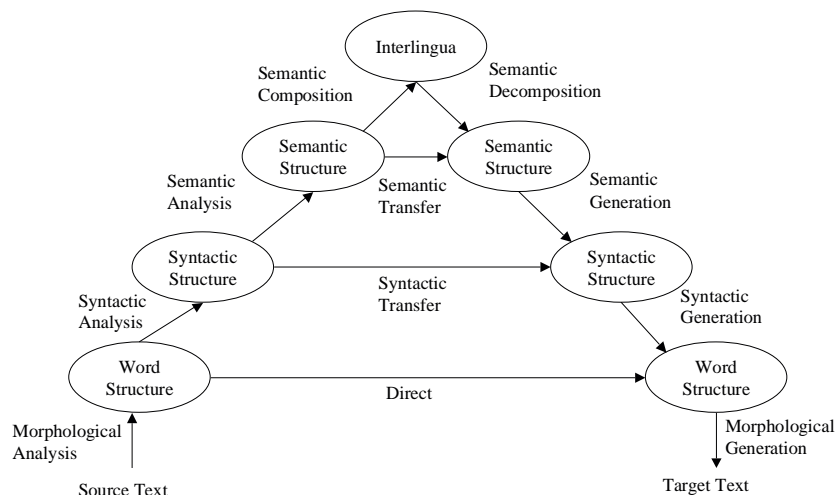 Interlingua
Semantic
Composition
Semantic
Decomposition
Semantic
Structure
Semantic
Structure
Semantic
Analysis
Semantic
Transfer
Semantic
Generation
Syntactic
Structure
Syntactic
Structure
Syntactic
Analysis
Syntactic
Transfer
Syntactic
Generation
Word
Structure
Word
Structure
Direct
Morphological
Analysis
Morphological
Generation
Source Text
Target Text